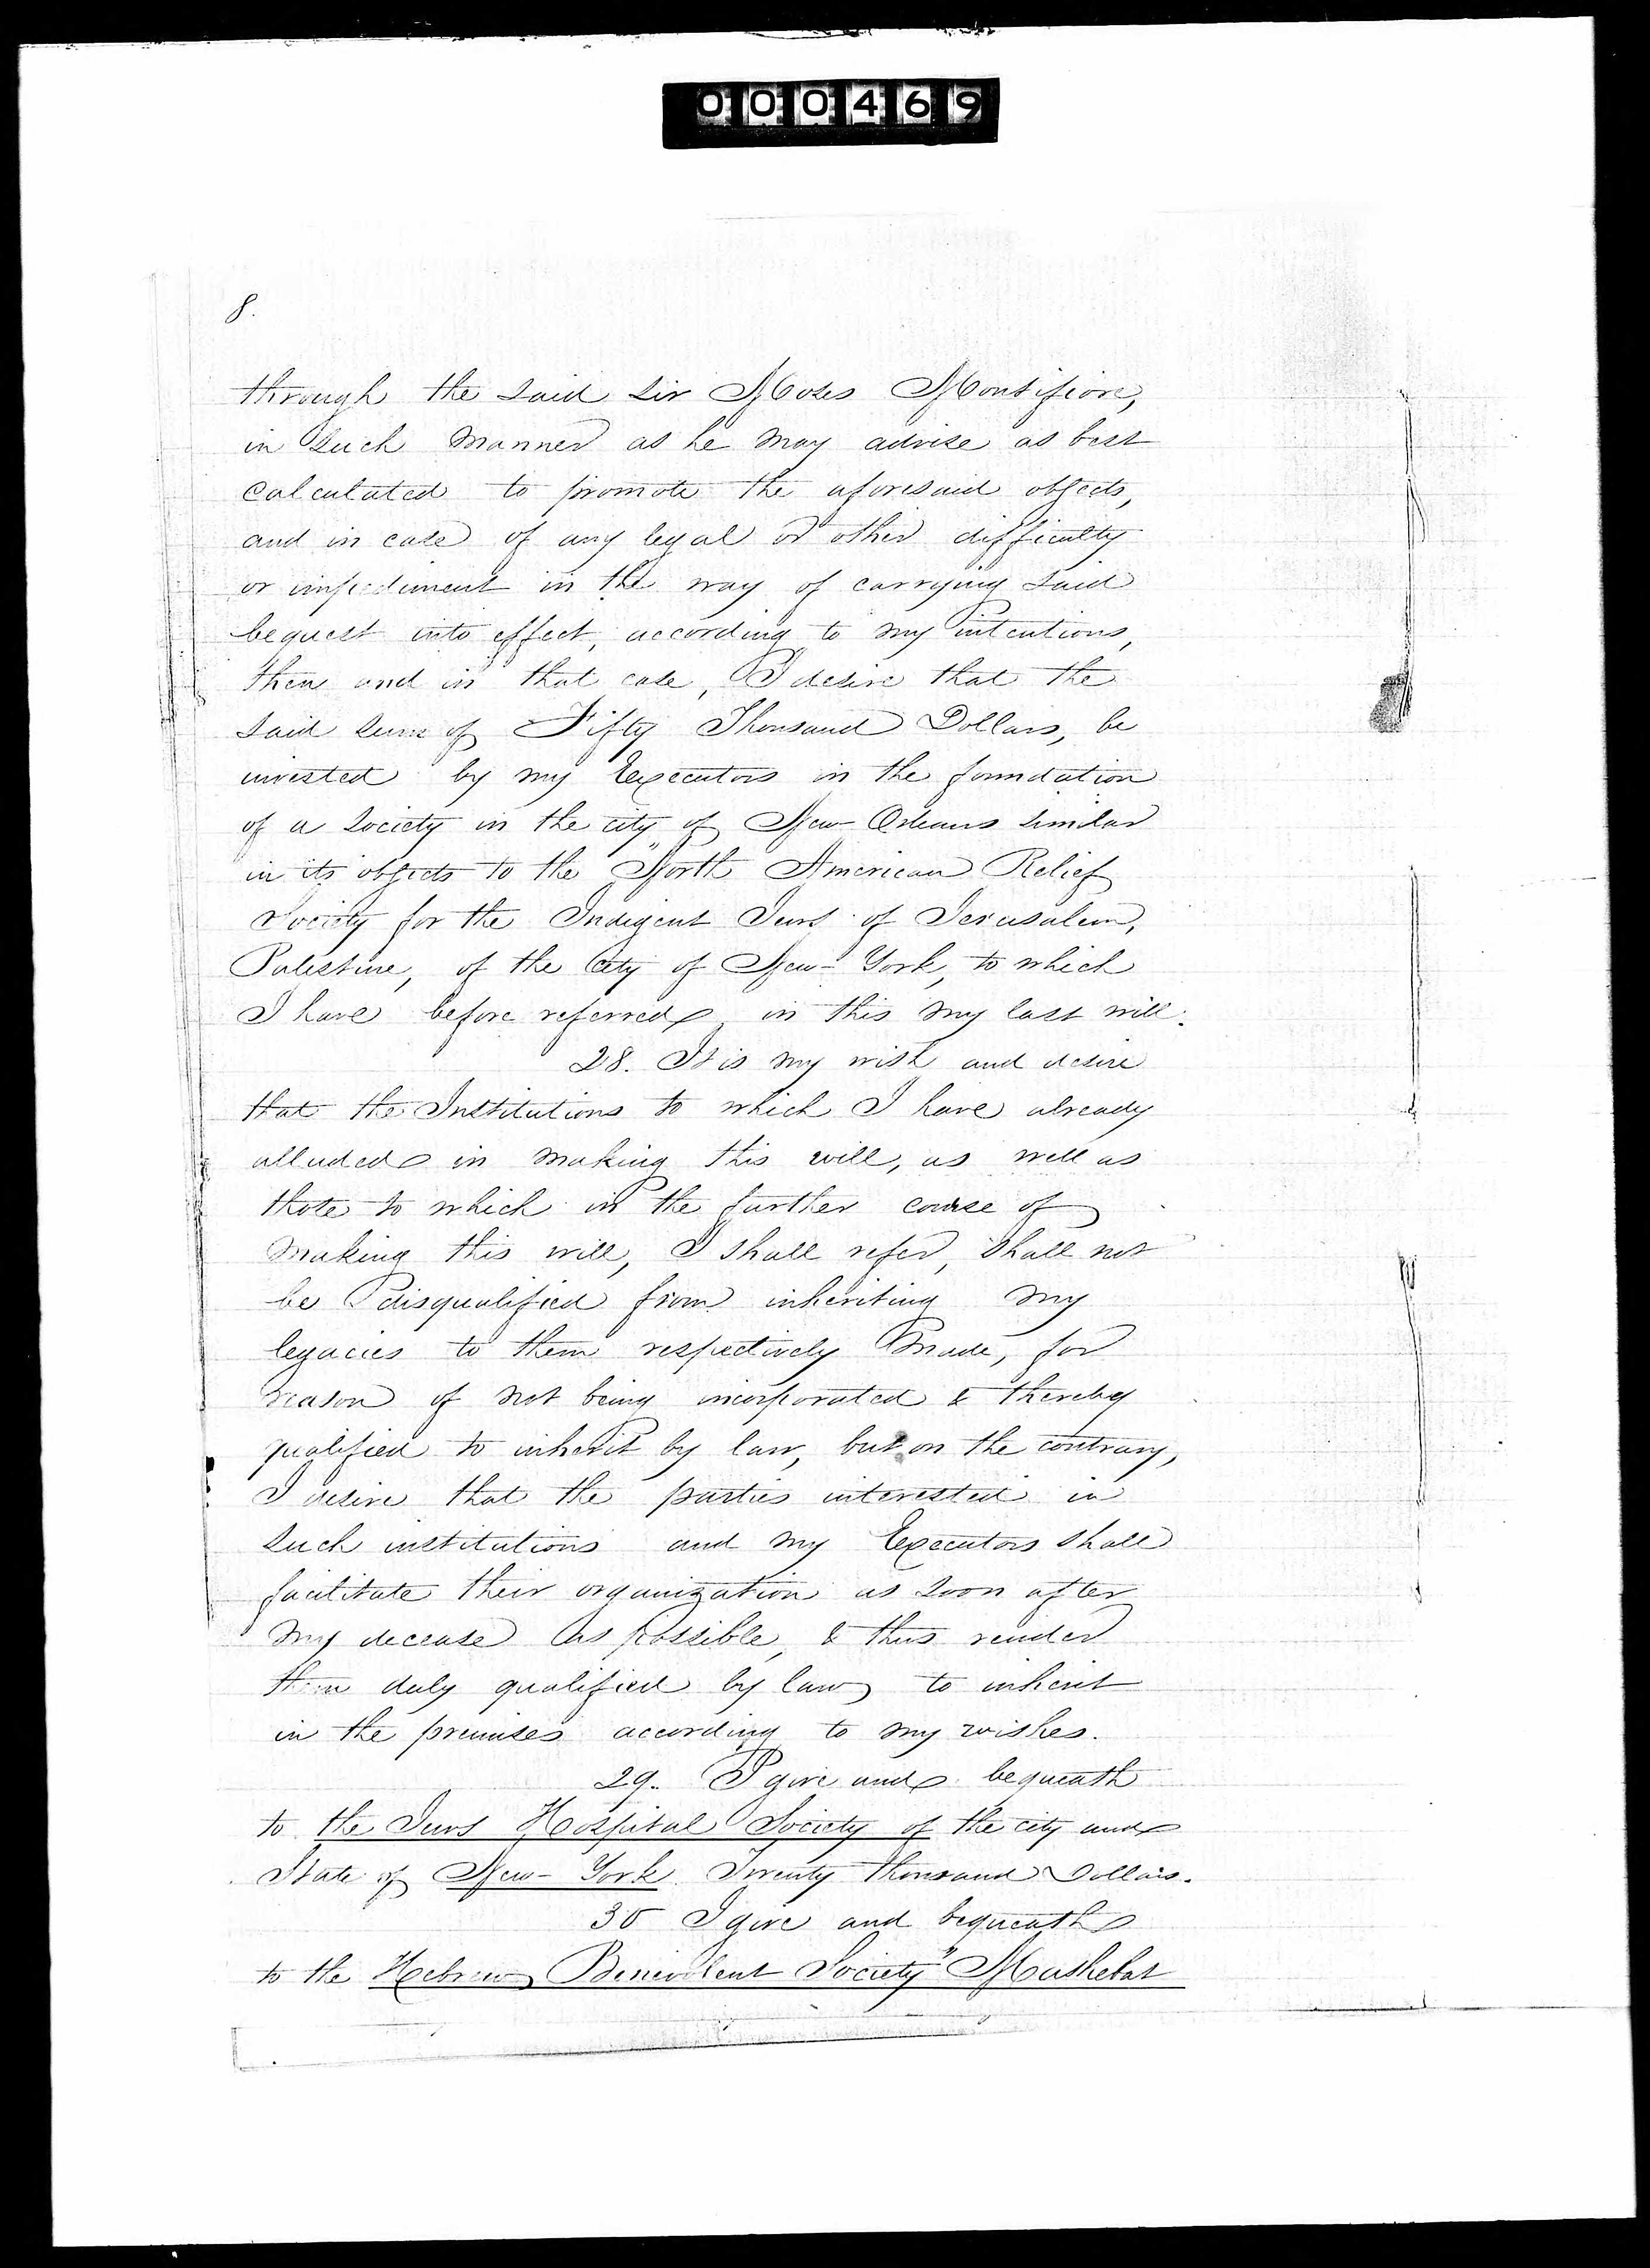 000469
8.
through the said Sir Moses Montifiore,
in such manner as he may advise as best
calculated to promote the aforesaid objects,
and in case of any legal or other difficulty
or impediment in the way of carrying said
bequest into effect, according to my intentions,
then and in that case, I desire that the
said sum of Fifty Thousand Dollars, be
invested by my Executors in the foundation
of a Society in the city of New-Orleans similar
in its objects to the "North American Relief
Society for the Indigent Jews of Jerusalem,
Palestine, of the City of New-York, to which
I have before referred, in this my last will.
28. It is my wish and desire
that the Institutions to which I have already
alluded in making this will, as well as
those to which in the further course of
making this will, I shall refer, shall not
be disqualified from inheriting my
legacies to them respectively made, for
reason of not being incorporated & thereby
qualified to inherit by law, but on the contrary,
I desire that the parties interested in
such institutions and my Executors shall
facilitate their organization as soon after
my decease as possible, & thus render
them duly qualified by law to inherit
in the premises according to my wishes.
29. I give and bequeath
to the Jews Hospital Society of the city and
State of New-York Twenty Thousand Dollars.
30 I give and bequeath
to the Hebrew Benevolent Society "Mashebat